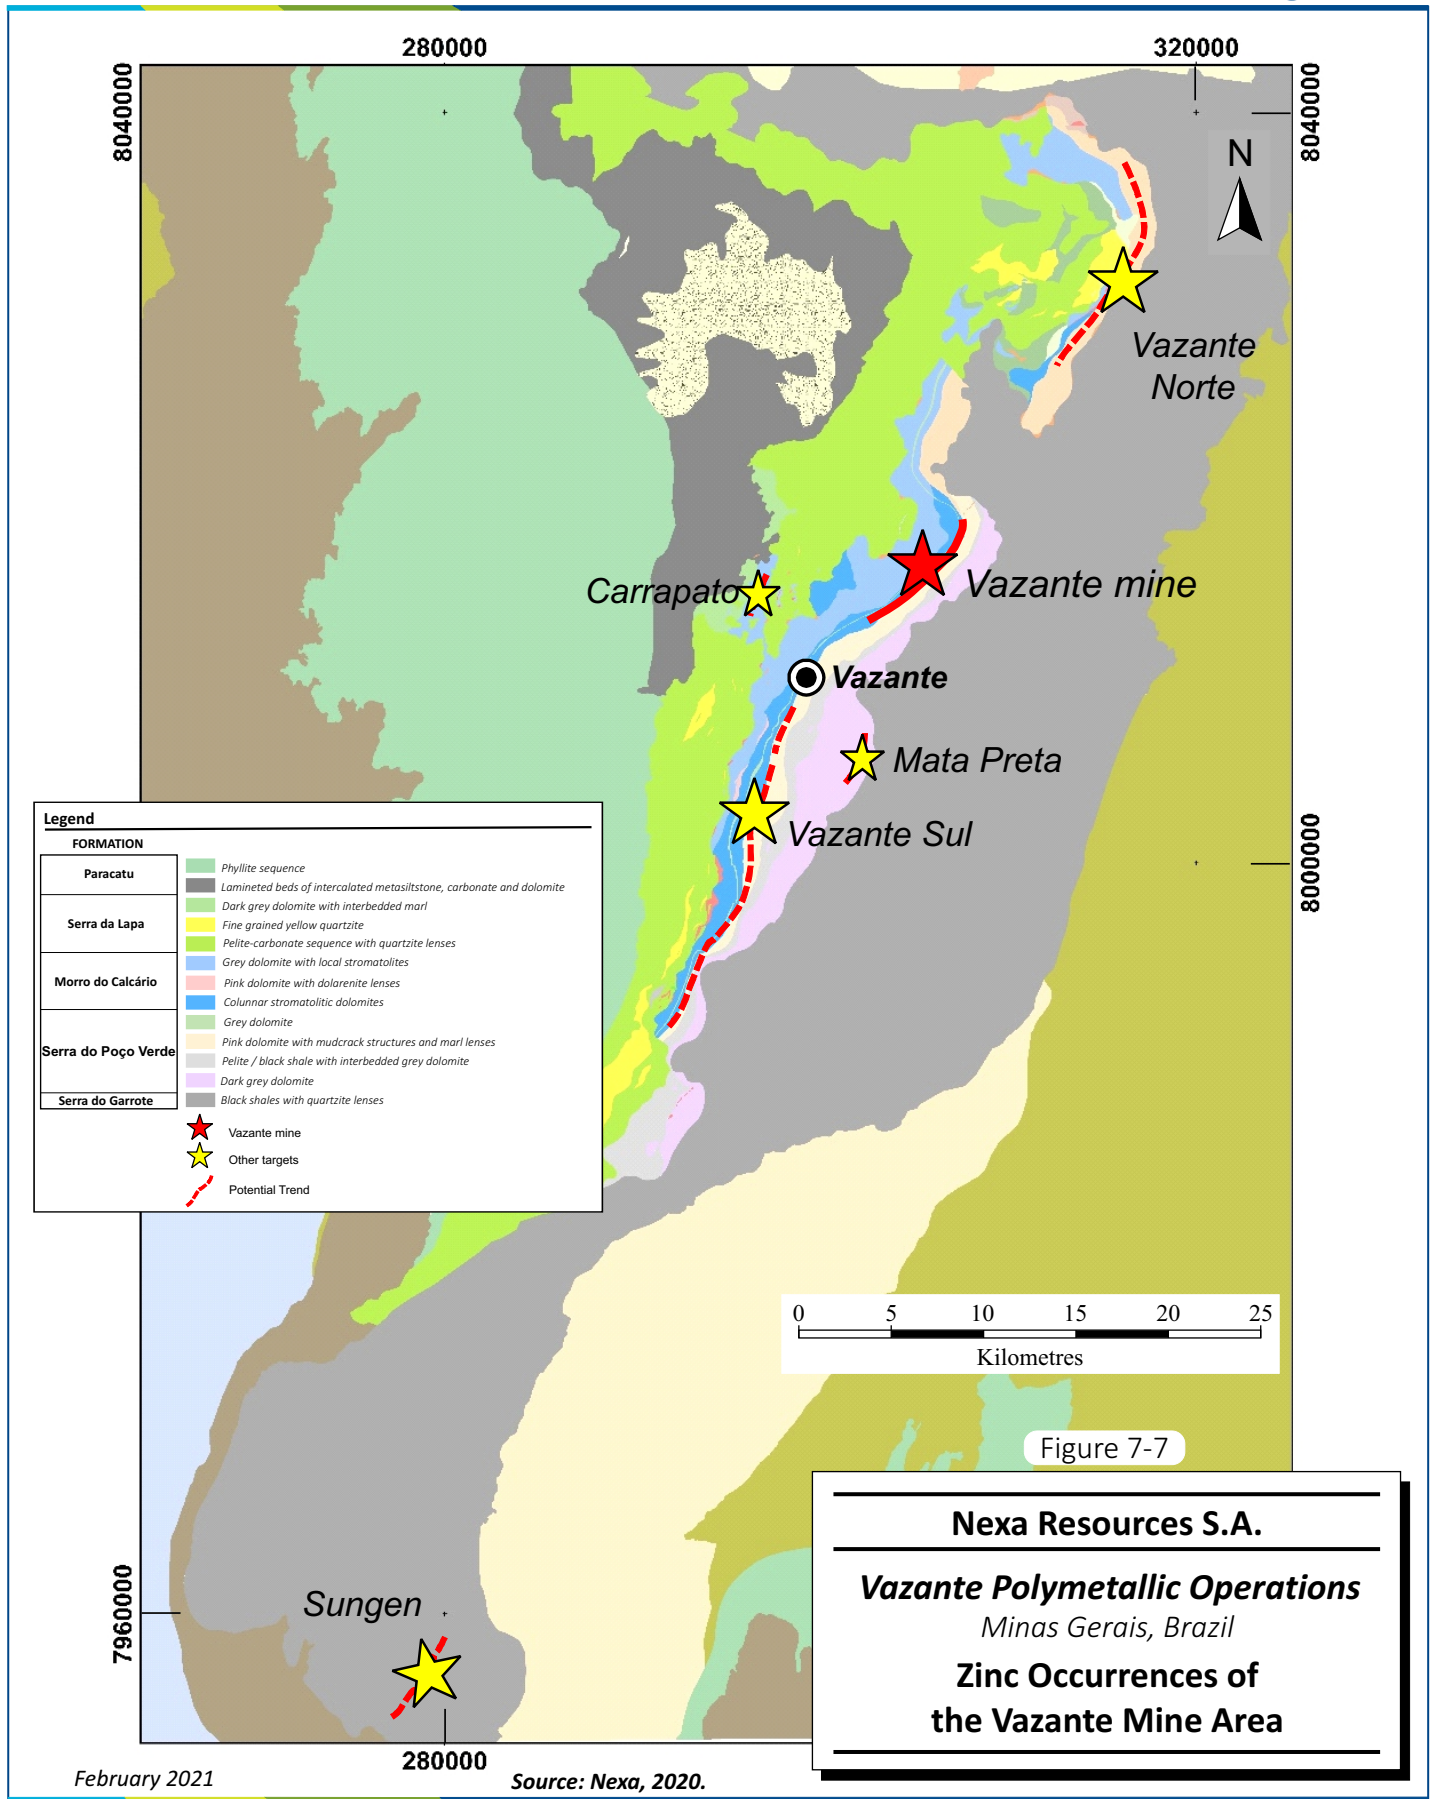 280000
320000
8040000
8040000
N
Vazante
Norte
Carrapato
Vazante mine
Vazante
Mata Preta
Vazante Sul
8000000
Legend
FORMATION
Paracatu
Serra da Lapa
Morro do Calcário
Serra do Poço Verde
Serra do Garrote
Phyllite sequence
Lamineted beds of intercalated metasiltstone, carbonate and dolomite
Dark grey dolomite with interbedded marl
Fine grained yellow quartzite
Pelite-carbonate sequence with quartzite lenses
Grey dolomite with local stromatolites
Pink dolomite with dolarenite lenses
Colunnar stromatolitic dolomites
Grey dolomite
Pink dolomite with mudcrack structures and marl lenses
Pelite / black shale with interbedded grey dolomite
Dark grey dolomite
Black shales with quartzite lenses
Vazante mine
Other targets
Potential Trend
0 5 10 15 20 25
Kilometres
Figure 7-7
Nexa Resources S.A.
Vazante Polymetallic Operations
Minas Gerais, Brazil
Zinc Occurrences of
the Vazante Mine Area
7960000
Sungen
280000
February 2021
Source: Nexa, 2020.